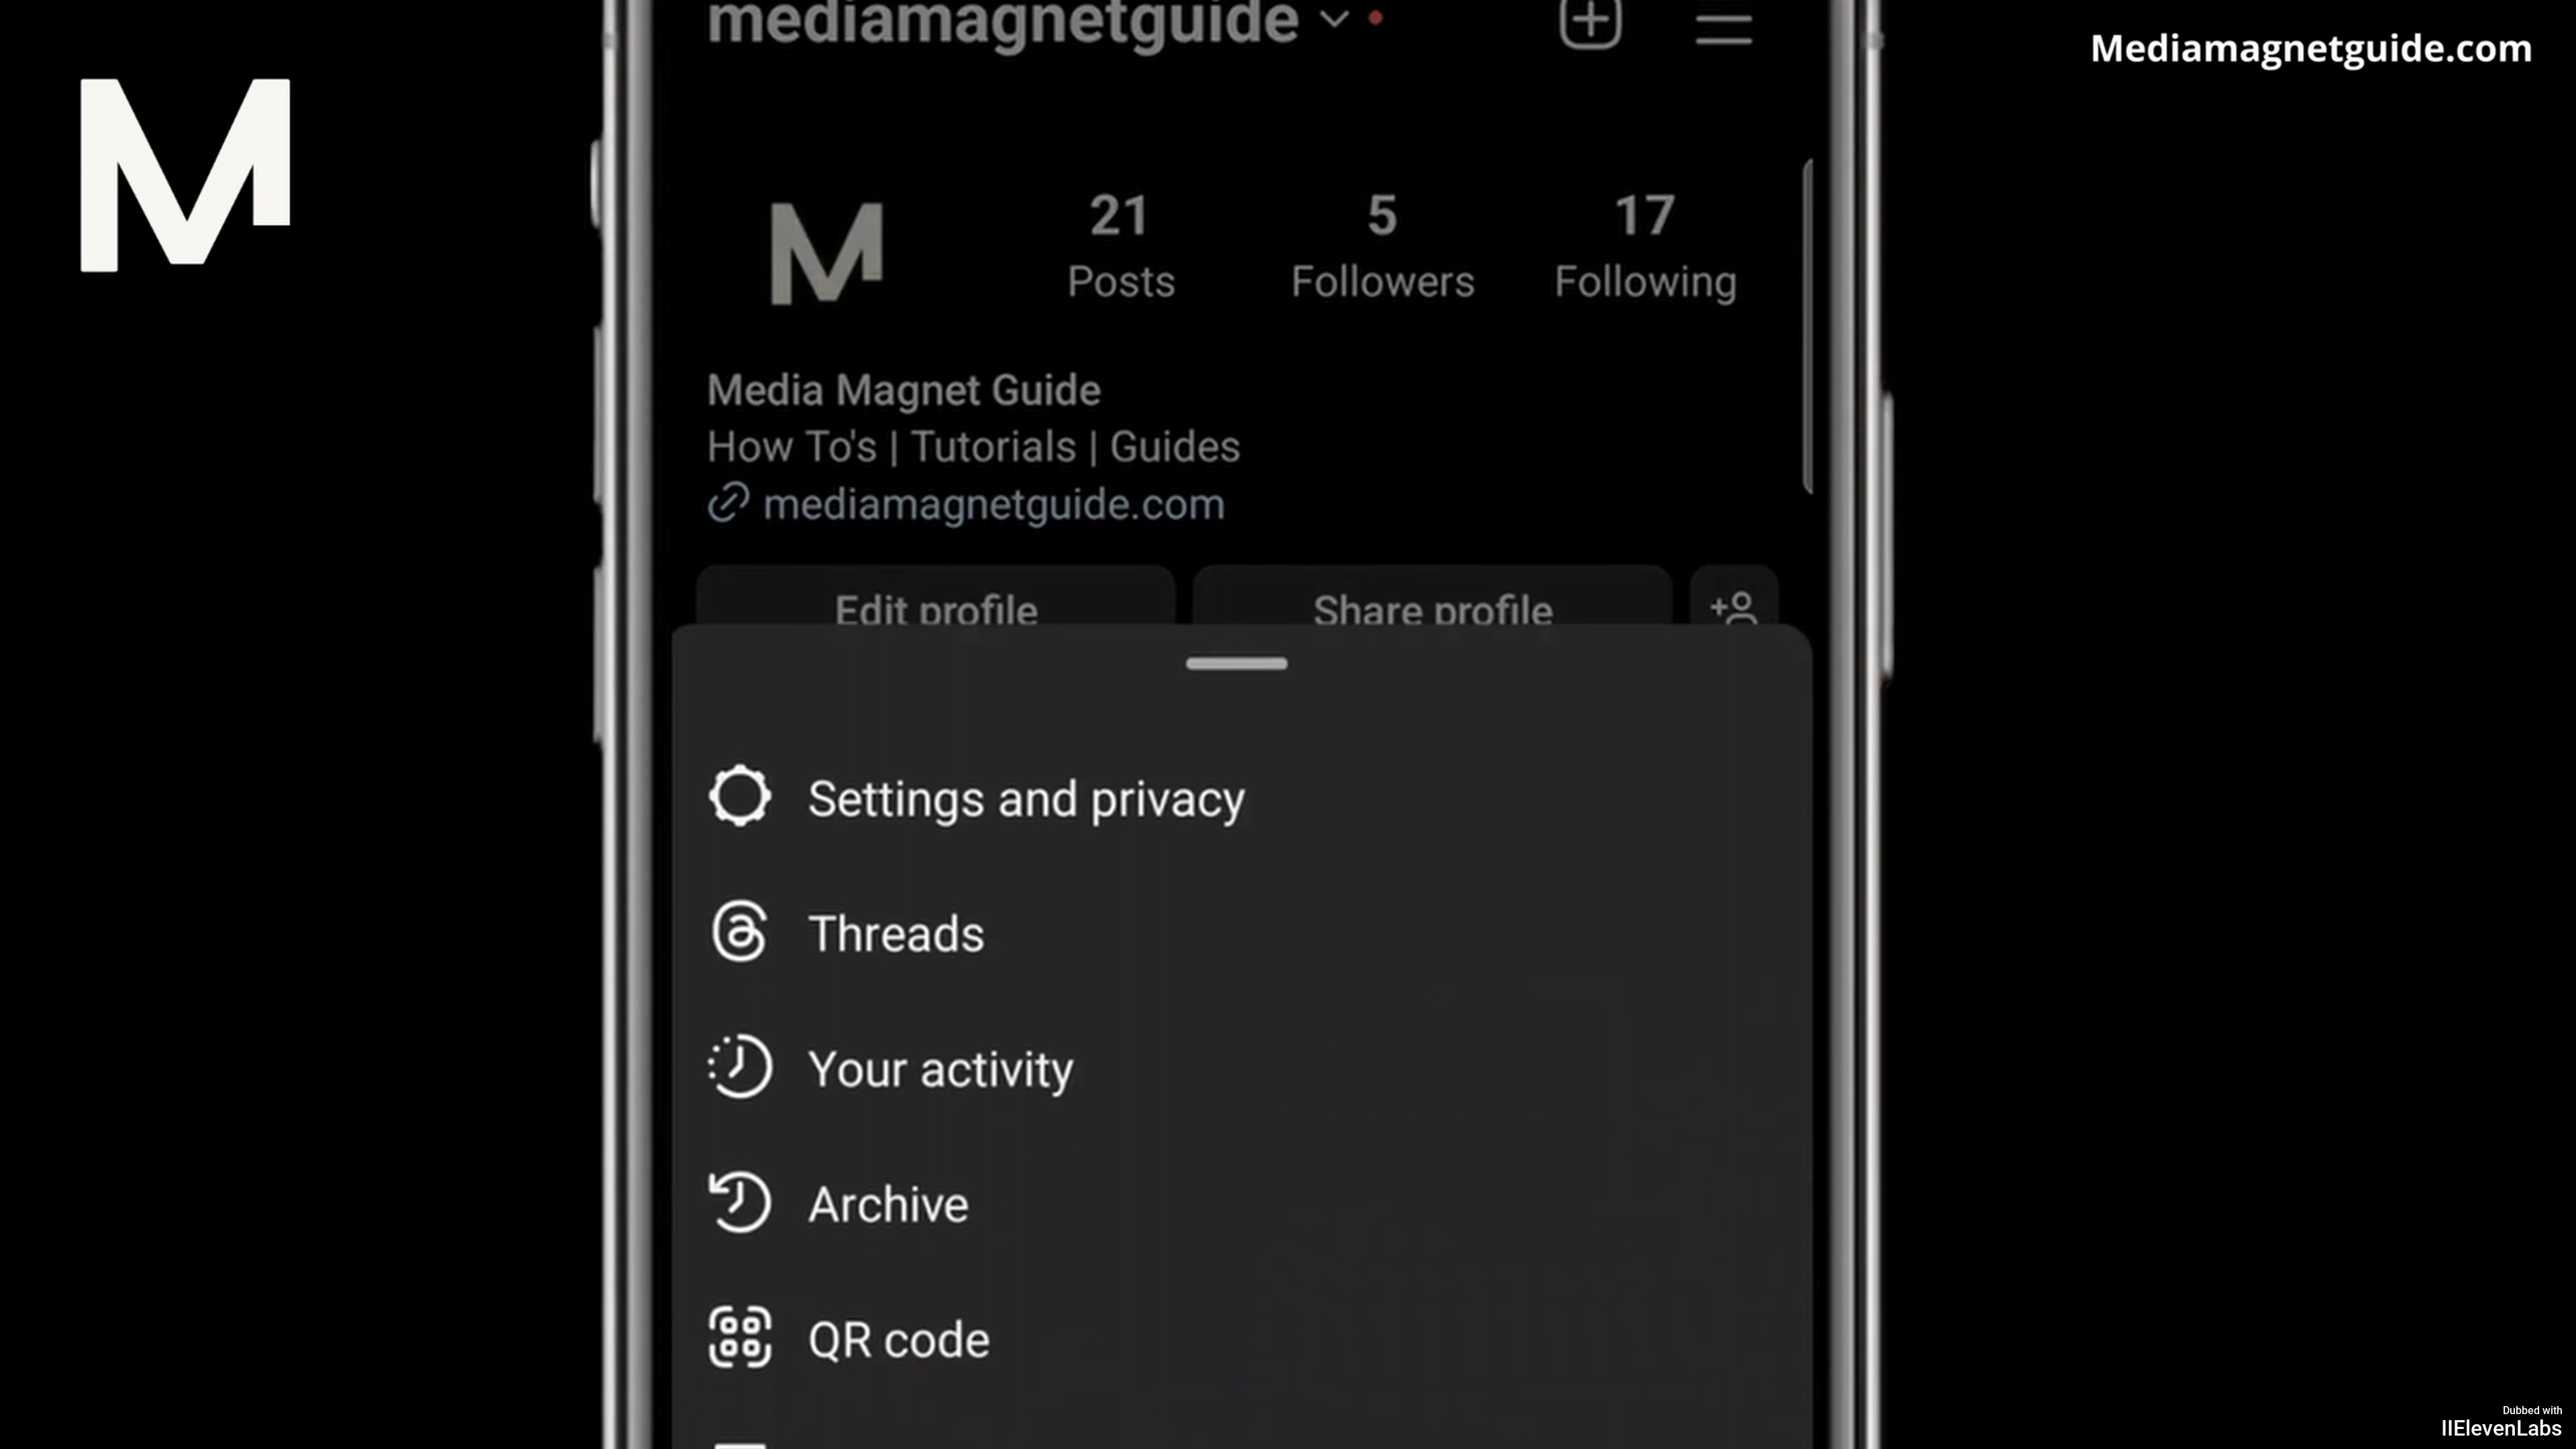 M
Mediamagnetguide.com
mediamagnetguide
M
21
Posts
5
Followers
17
Following
Media Magnet Guide
How To's | Tutorials | Guides
mediamagnetguide.com
Edit profile
Share profile
Settings and privacy
Threads
Your activity
Archive
QR code
Dubbed with
IIElevenLabs